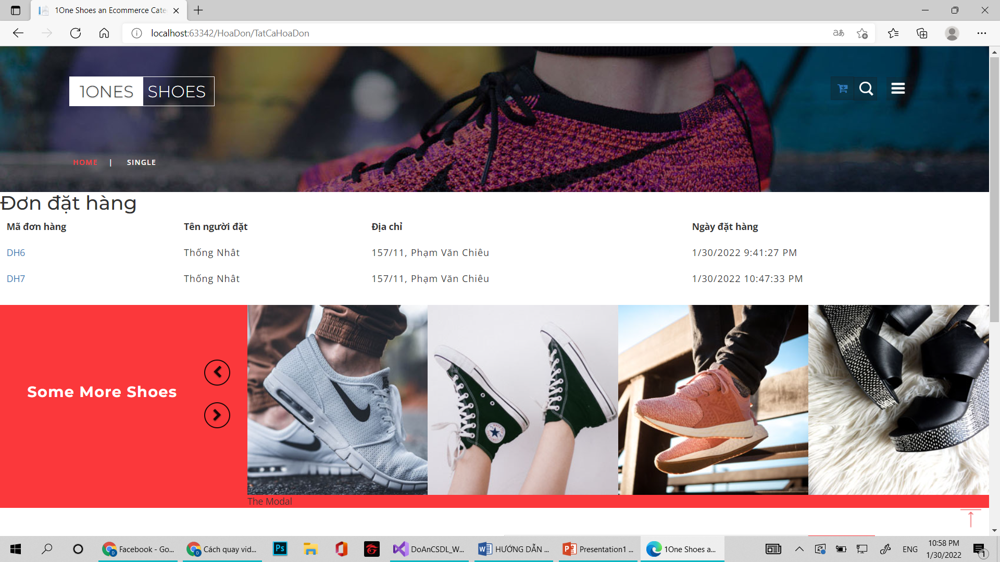 1One Shoes an Ecommerce Cate
localhost:63342/HoaDon/TatCaHoaDon
1ONES SHOES
HOME | SINGLE
Đơn đặt hàng
Mã đơn hàng Tên người đặt Địa chỉ Ngày đặt hàng
DH6 Thống Nhât 157/11, Phạm Văn Chiêu 1/30/2022 9:41:27 PM
DH7 Thống Nhât 157/11, Phạm Văn Chiêu 1/30/2022 10:47:33 PM
Some More Shoes
The Modal
Facebook - Go...
Cách quay vid...
Ps
DoAnCSDL_W...
HƯỚNG DẪN ...
Presentation1 ...
1One Shoes a...
ENG
10:58 PM
1/30/2022
1